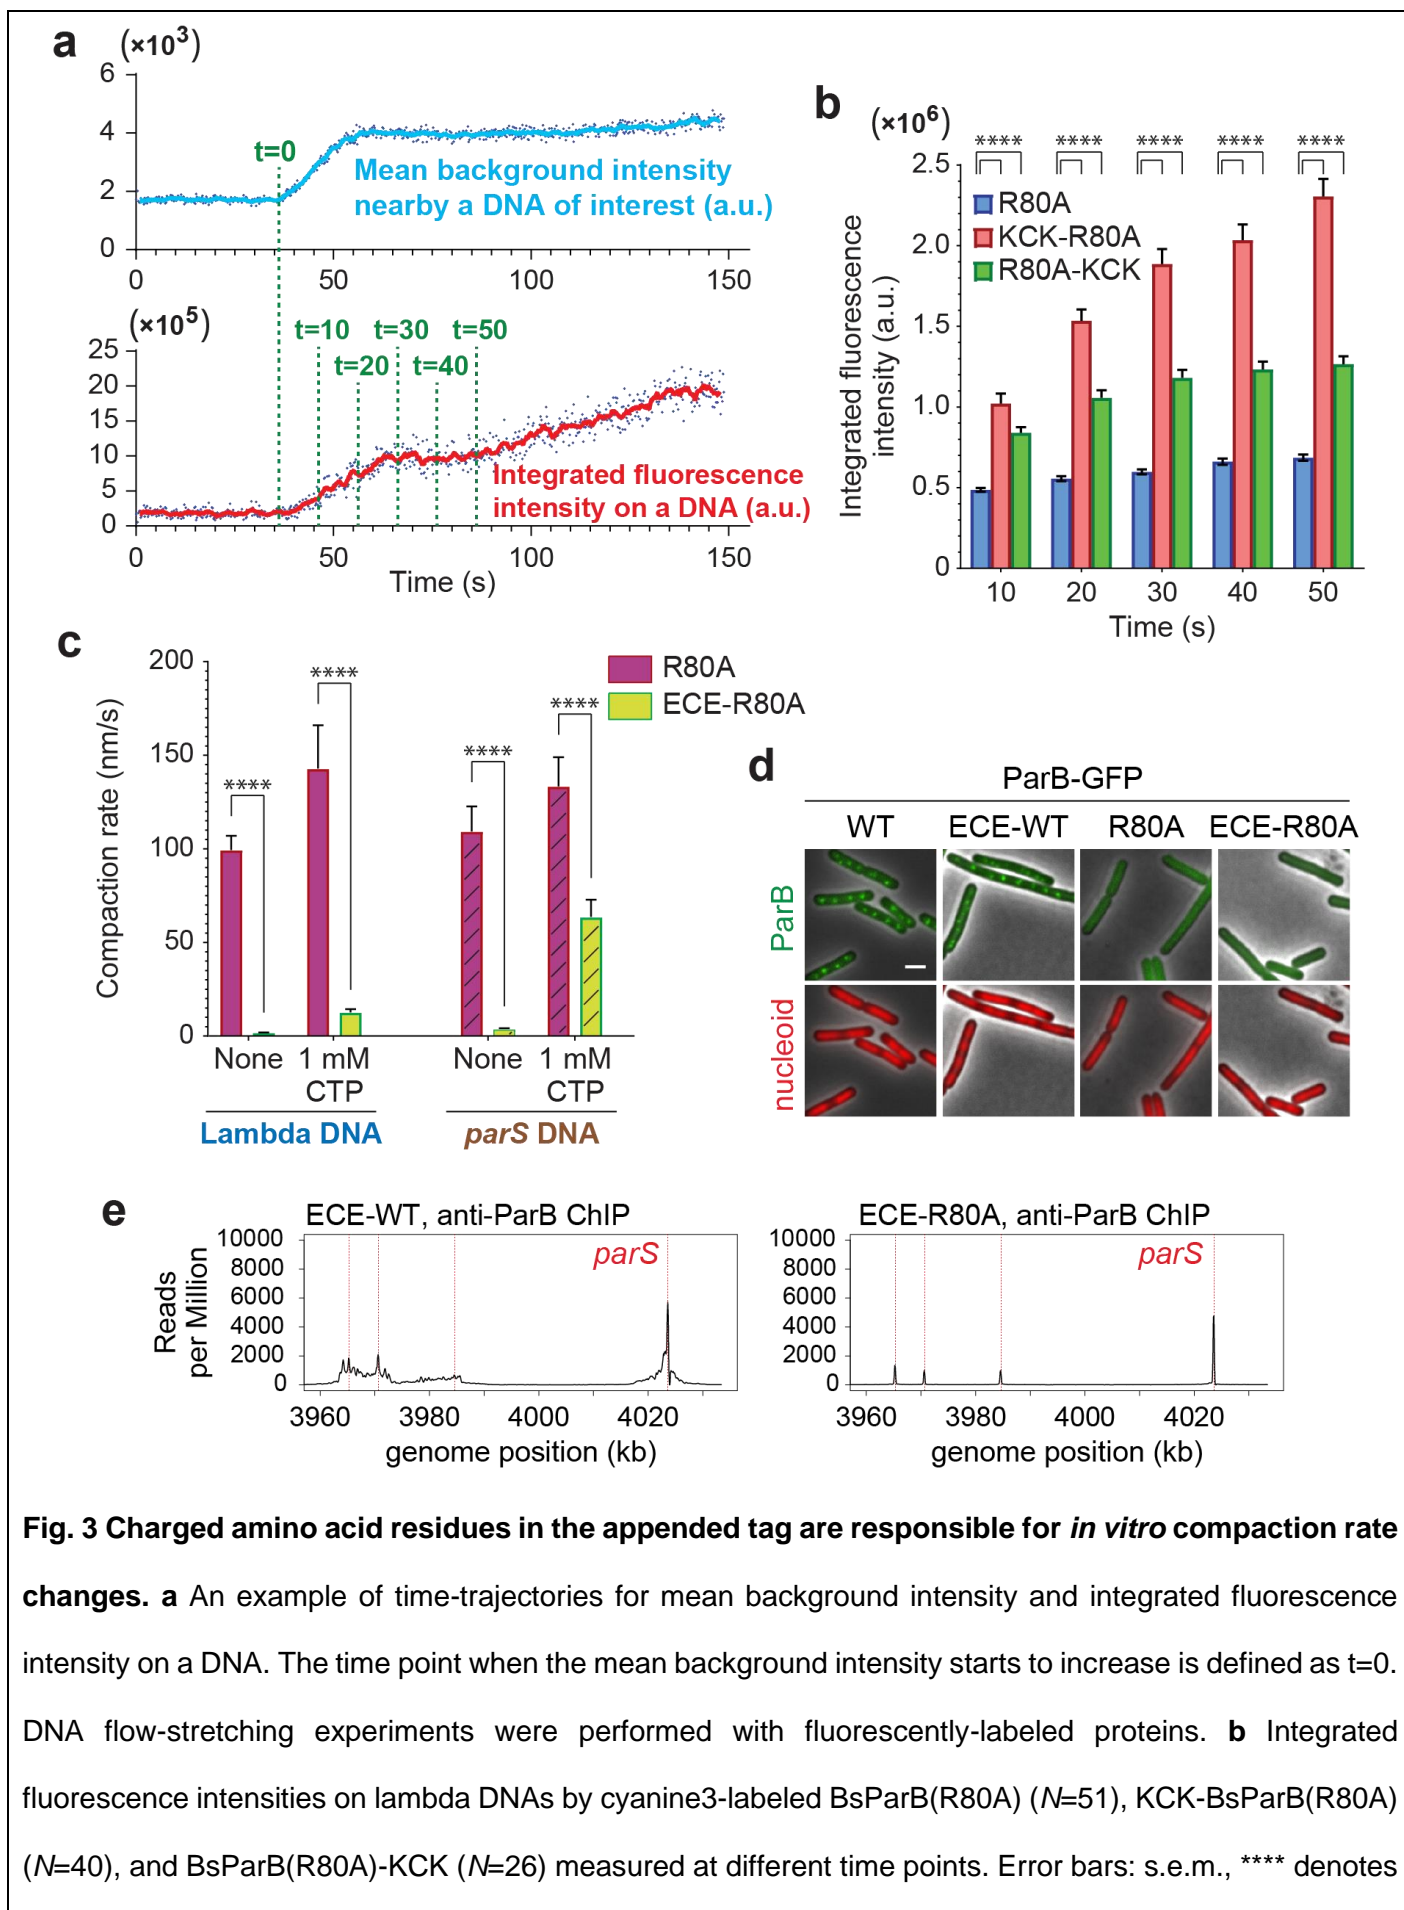 a
(×10³)
6
4
2
0
t=0
Mean background intensity
nearby a DNA of interest (a.u.)
0 50 100 150
(×10⁵)
25
20
15
10
5
0
t=10 t=30 t=50
t=20 t=40
Integrated fluorescence
intensity on a DNA (a.u.)
0 50 100 150
Time (s)
b
(×10⁶)
**** **** **** **** ****
2.5
2.0
1.5
1.0
0.5
0
Integrated fluorescence
intensity (a.u.)
R80A
KCK-R80A
R80A-KCK
10 20 30 40 50
Time (s)
c
200
150
100
50
0
Compaction rate (nm/s)
R80A
ECE-R80A
**** **** **** ****
None 1 mM None 1 mM
CTP CTP
Lambda DNA parS DNA
d
ParB-GFP
WT ECE-WT R80A ECE-R80A
ParB
nucleoid
e
ECE-WT, anti-ParB ChIP
10000
8000
6000
4000
2000
0
Reads
per Million
parS
3960 3980 4000 4020
genome position (kb)
ECE-R80A, anti-ParB ChIP
10000
8000
6000
4000
2000
0
parS
3960 3980 4000 4020
genome position (kb)
Fig. 3 Charged amino acid residues in the appended tag are responsible for in vitro compaction rate
changes. a An example of time-trajectories for mean background intensity and integrated fluorescence
intensity on a DNA. The time point when the mean background intensity starts to increase is defined as t=0.
DNA flow-stretching experiments were performed with fluorescently-labeled proteins. b Integrated
fluorescence intensities on lambda DNAs by cyanine3-labeled BsParB(R80A) (N=51), KCK-BsParB(R80A)
(N=40), and BsParB(R80A)-KCK (N=26) measured at different time points. Error bars: s.e.m., **** denotes